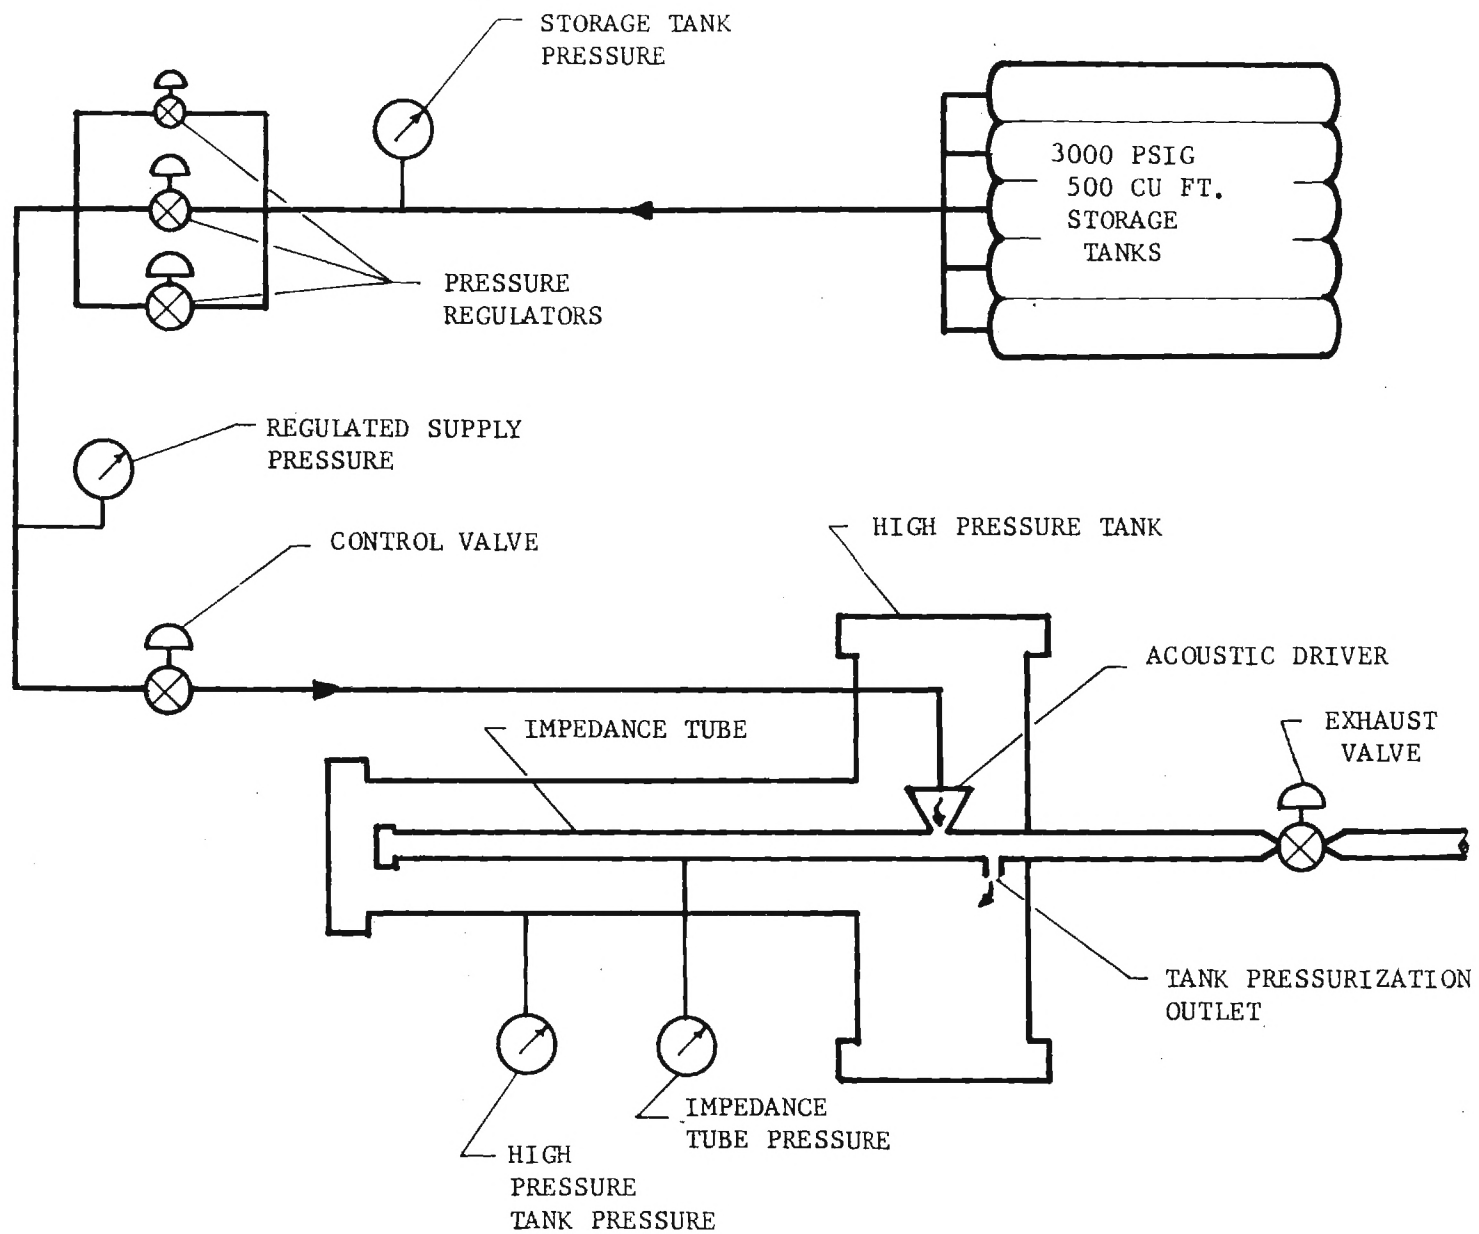 STORAGE TANK
PRESSURE
3000 PSIG
500 CU FT.
STORAGE
TANKS
PRESSURE
REGULATORS
REGULATED SUPPLY
PRESSURE
CONTROL VALVE
HIGH PRESSURE TANK
ACOUSTIC DRIVER
IMPEDANCE TUBE
EXHAUST
VALVE
TANK PRESSURIZATION
OUTLET
IMPEDANCE
TUBE PRESSURE
HIGH
PRESSURE
TANK PRESSURE